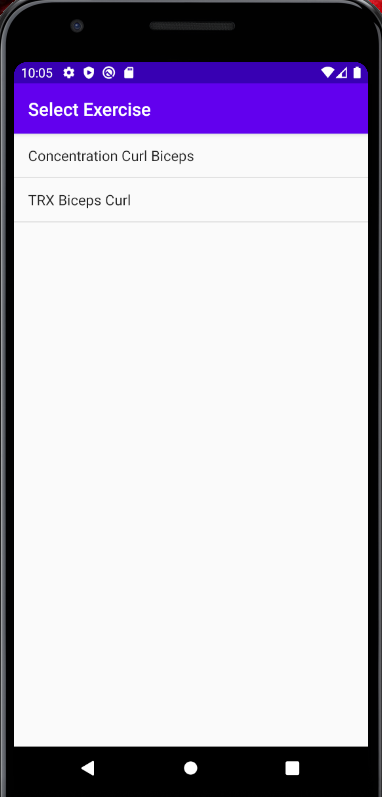 10:05
Select Exercise
Concentration Curl Biceps
TRX Biceps Curl